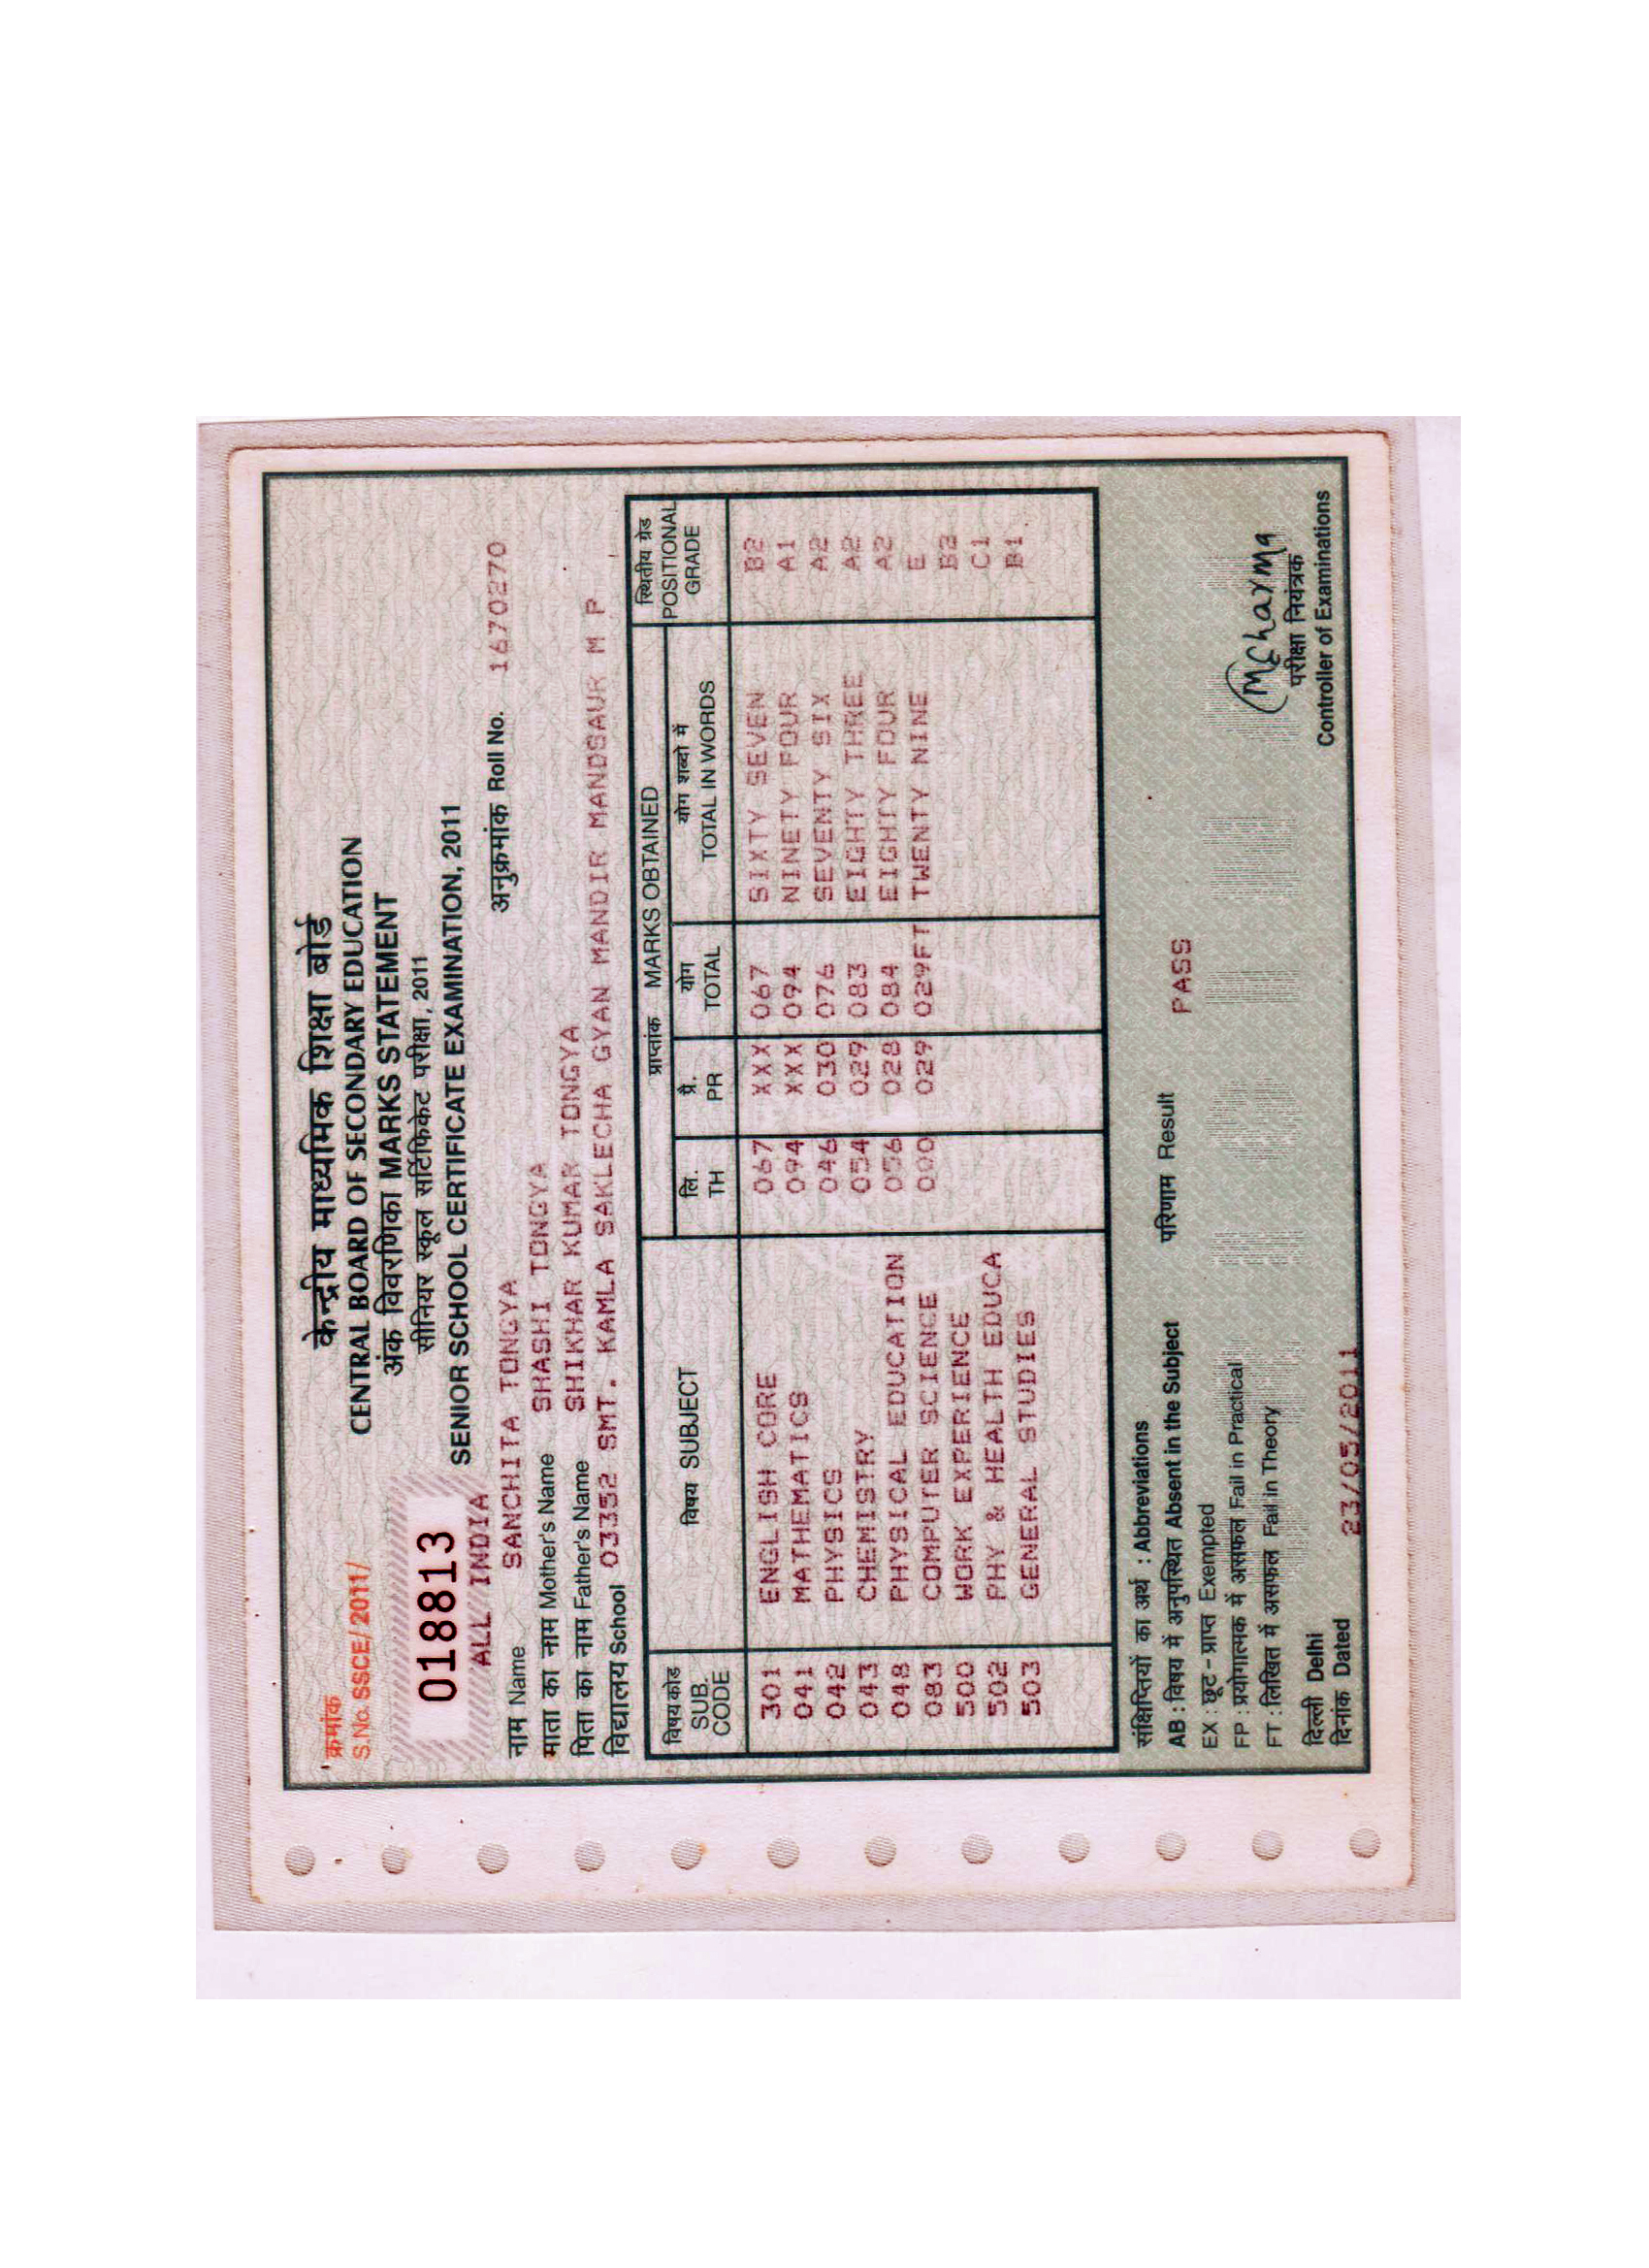 केन्द्रीय माध्यमिक शिक्षा बोर्ड
CENTRAL BOARD OF SECONDARY EDUCATION
अंक विवरणिका MARKS STATEMENT
सीनियर स्कूल सर्टिफिकेट परीक्षा, 2011
SENIOR SCHOOL CERTIFICATE EXAMINATION, 2011
क्रमांक
S.No. SSCE/2011/
018813
ALL INDIA
अनुक्रमांक Roll No. 1670270
नाम Name SANCHITA TONGYA
माता का नाम Mother's Name SHASHI TONGYA
पिता का नाम Father's Name SHIKHAR KUMAR TONGYA
विद्यालय School 03352 SMT. KAMLA SAKLECHA GYAN MANDIR MANDSAUR M P
विषय कोड SUB. CODE विषय SUBJECT प्राप्तांक MARKS OBTAINED स्थितीय ग्रेड POSITIONAL GRADE
लि. TH प्रै. PR योग TOTAL योग शब्दो में TOTAL IN WORDS
301 ENGLISH CORE 067 XXX 067 SIXTY SEVEN B2
041 MATHEMATICS 094 XXX 094 NINETY FOUR A1
042 PHYSICS 046 030 076 SEVENTY SIX A2
043 CHEMISTRY 054 029 083 EIGHTY THREE A2
048 PHYSICAL EDUCATION 056 028 084 EIGHTY FOUR A2
083 COMPUTER SCIENCE 000 029 029FT TWENTY NINE E
500 WORK EXPERIENCE B2
502 PHY & HEALTH EDUCA C1
503 GENERAL STUDIES B1
संक्षिप्तियों का अर्थ : Abbreviations
AB : विषय में अनुपस्थित Absent in the Subject
परिणाम Result PASS
EX : छूट-प्राप्त Exempted
FP : प्रयोगात्मक में असफल Fail in Practical
FT : लिखित में असफल Fail in Theory
MSharma
परीक्षा नियंत्रक
Controller of Examinations
दिल्ली Delhi
दिनांक Dated 23/05/2011